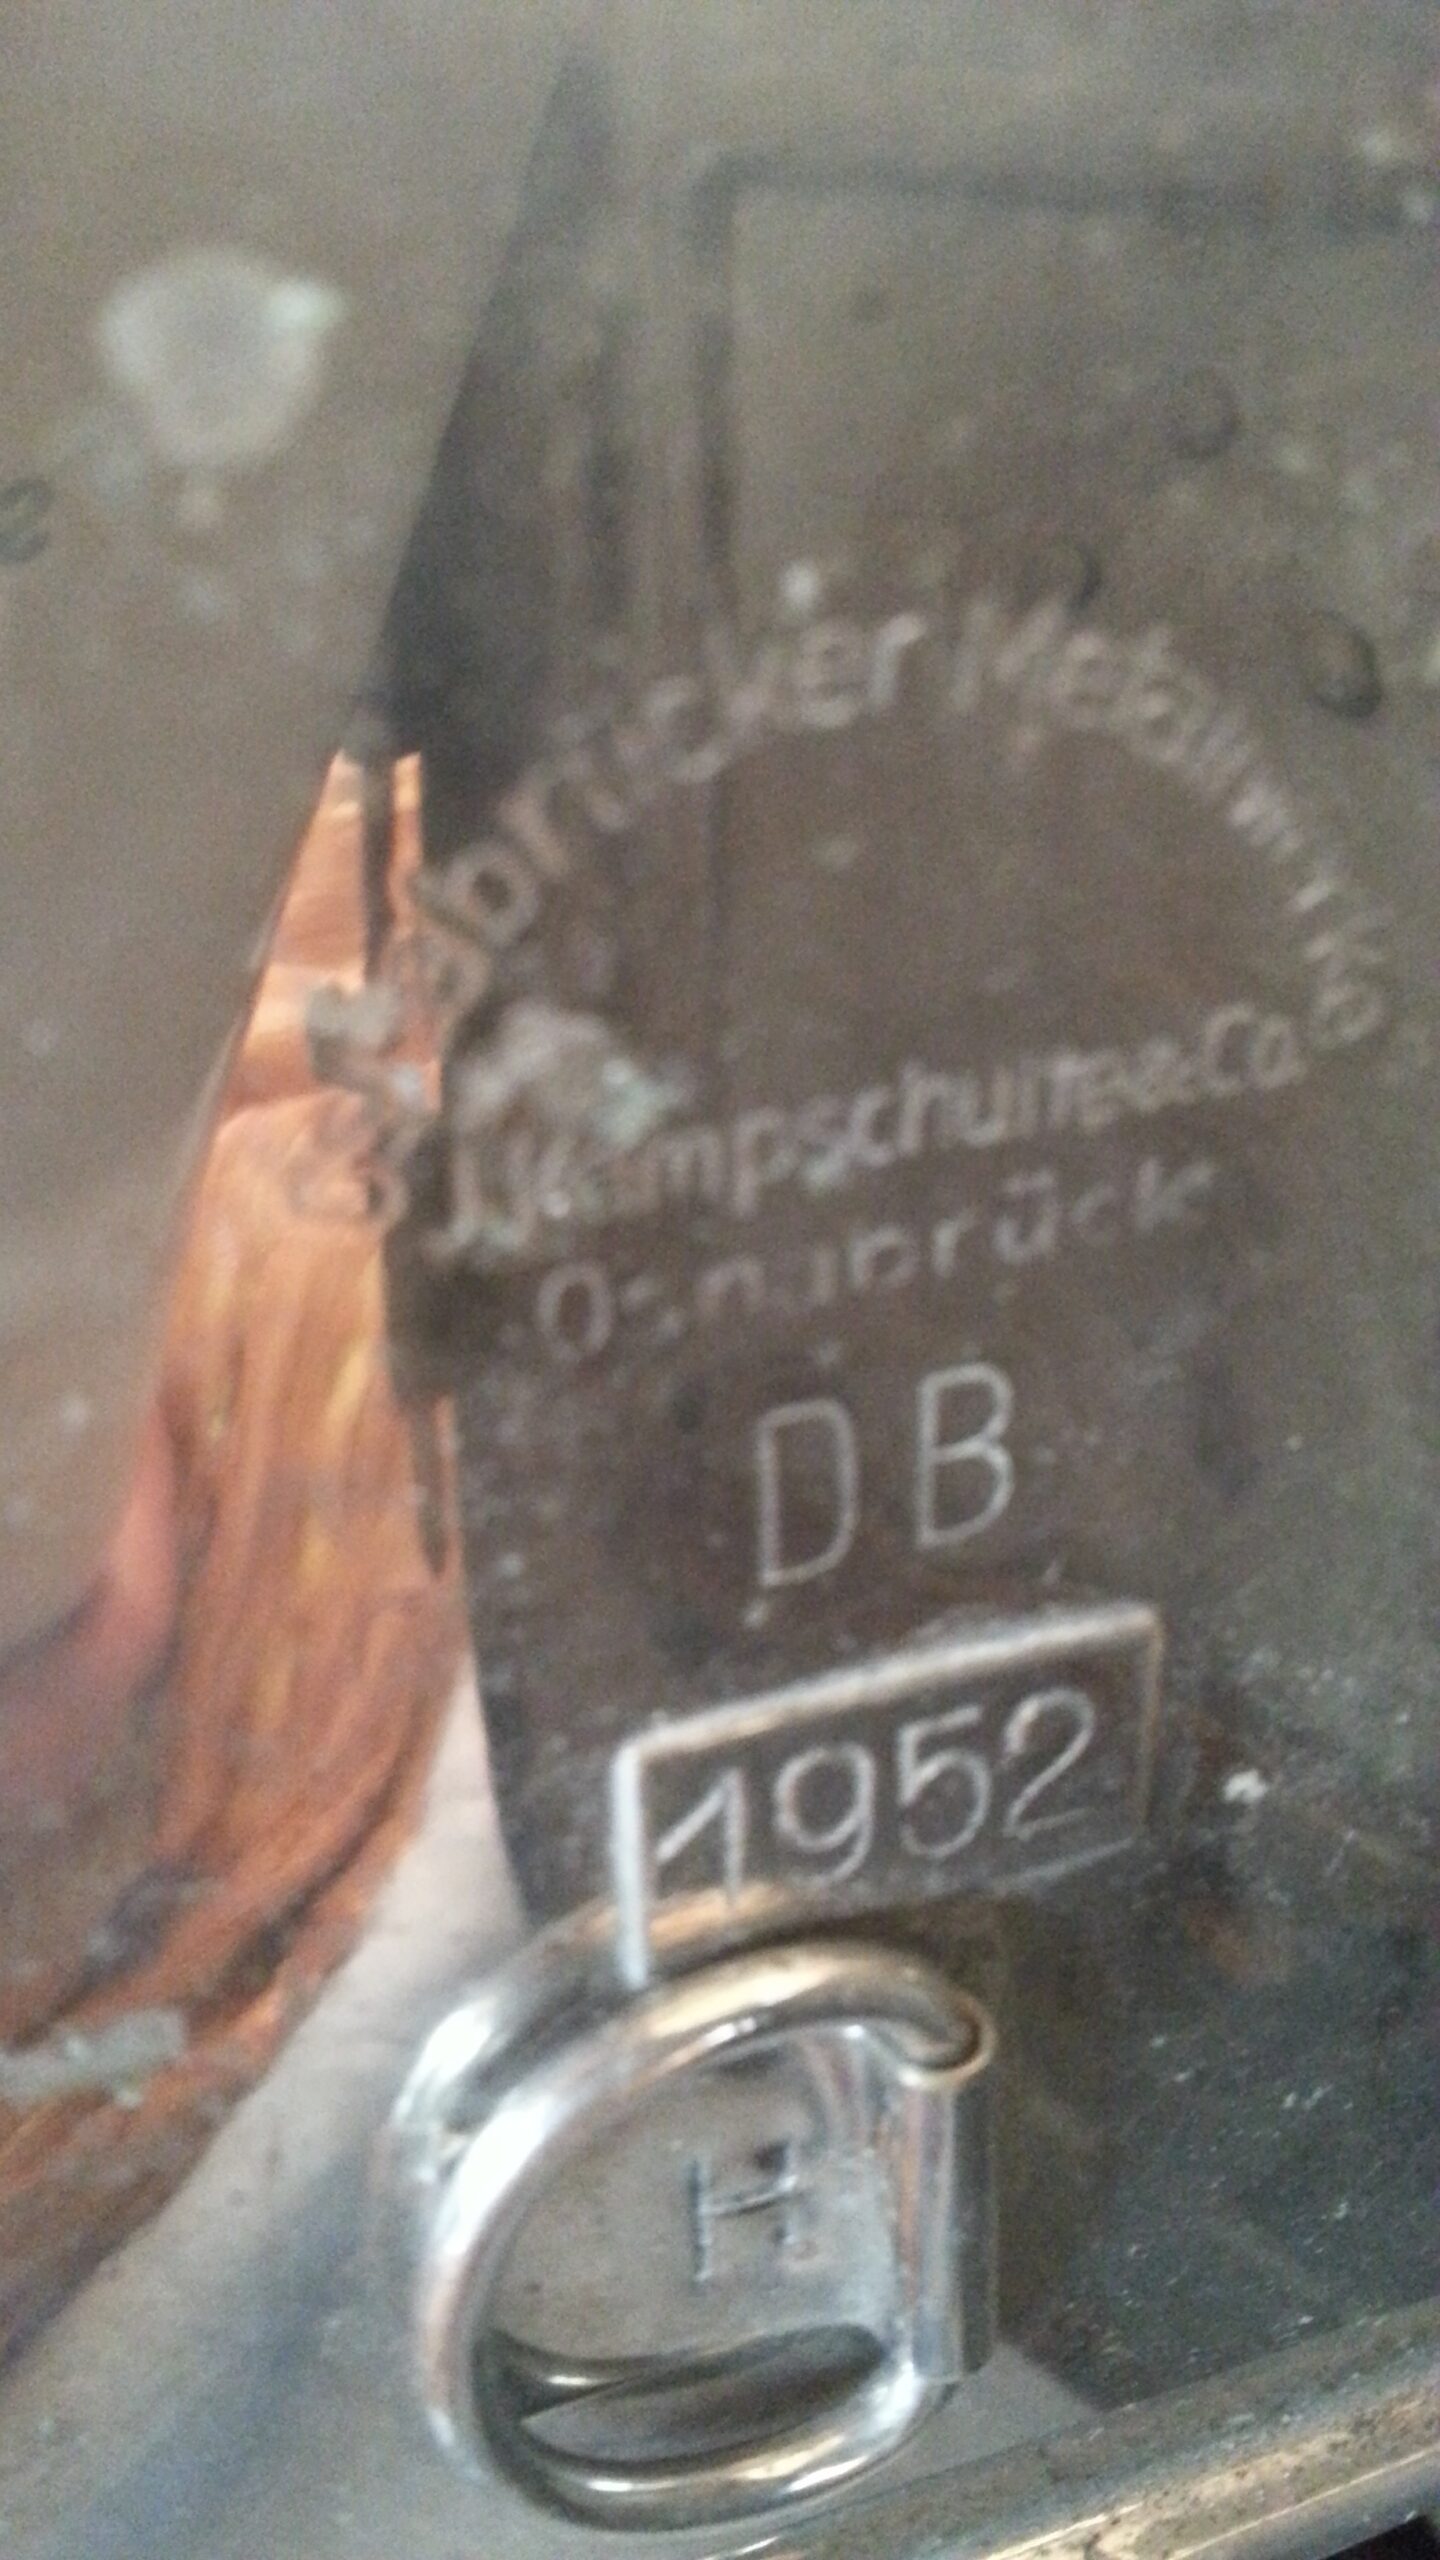 Osnabrücker Metallwerke
J. Kampschulte & Co
Osnabrück
DB
1952
H